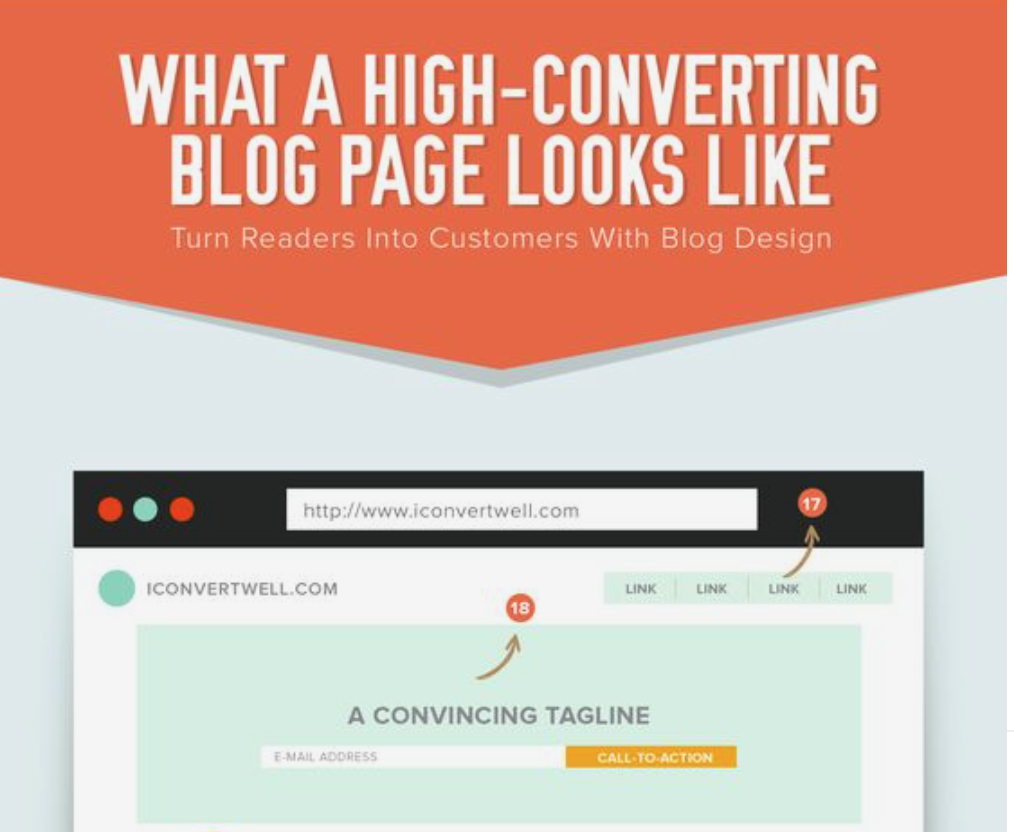 WHAT A HIGH-CONVERTING
BLOG PAGE LOOKS LIKE
Turn Readers Into Customers With Blog Design
http://www.iconvertwell.com
17
ICONVERTWELL.COM
LINK LINK LINK LINK
18
A CONVINCING TAGLINE
E-MAIL ADDRESS CALL-TO-ACTION